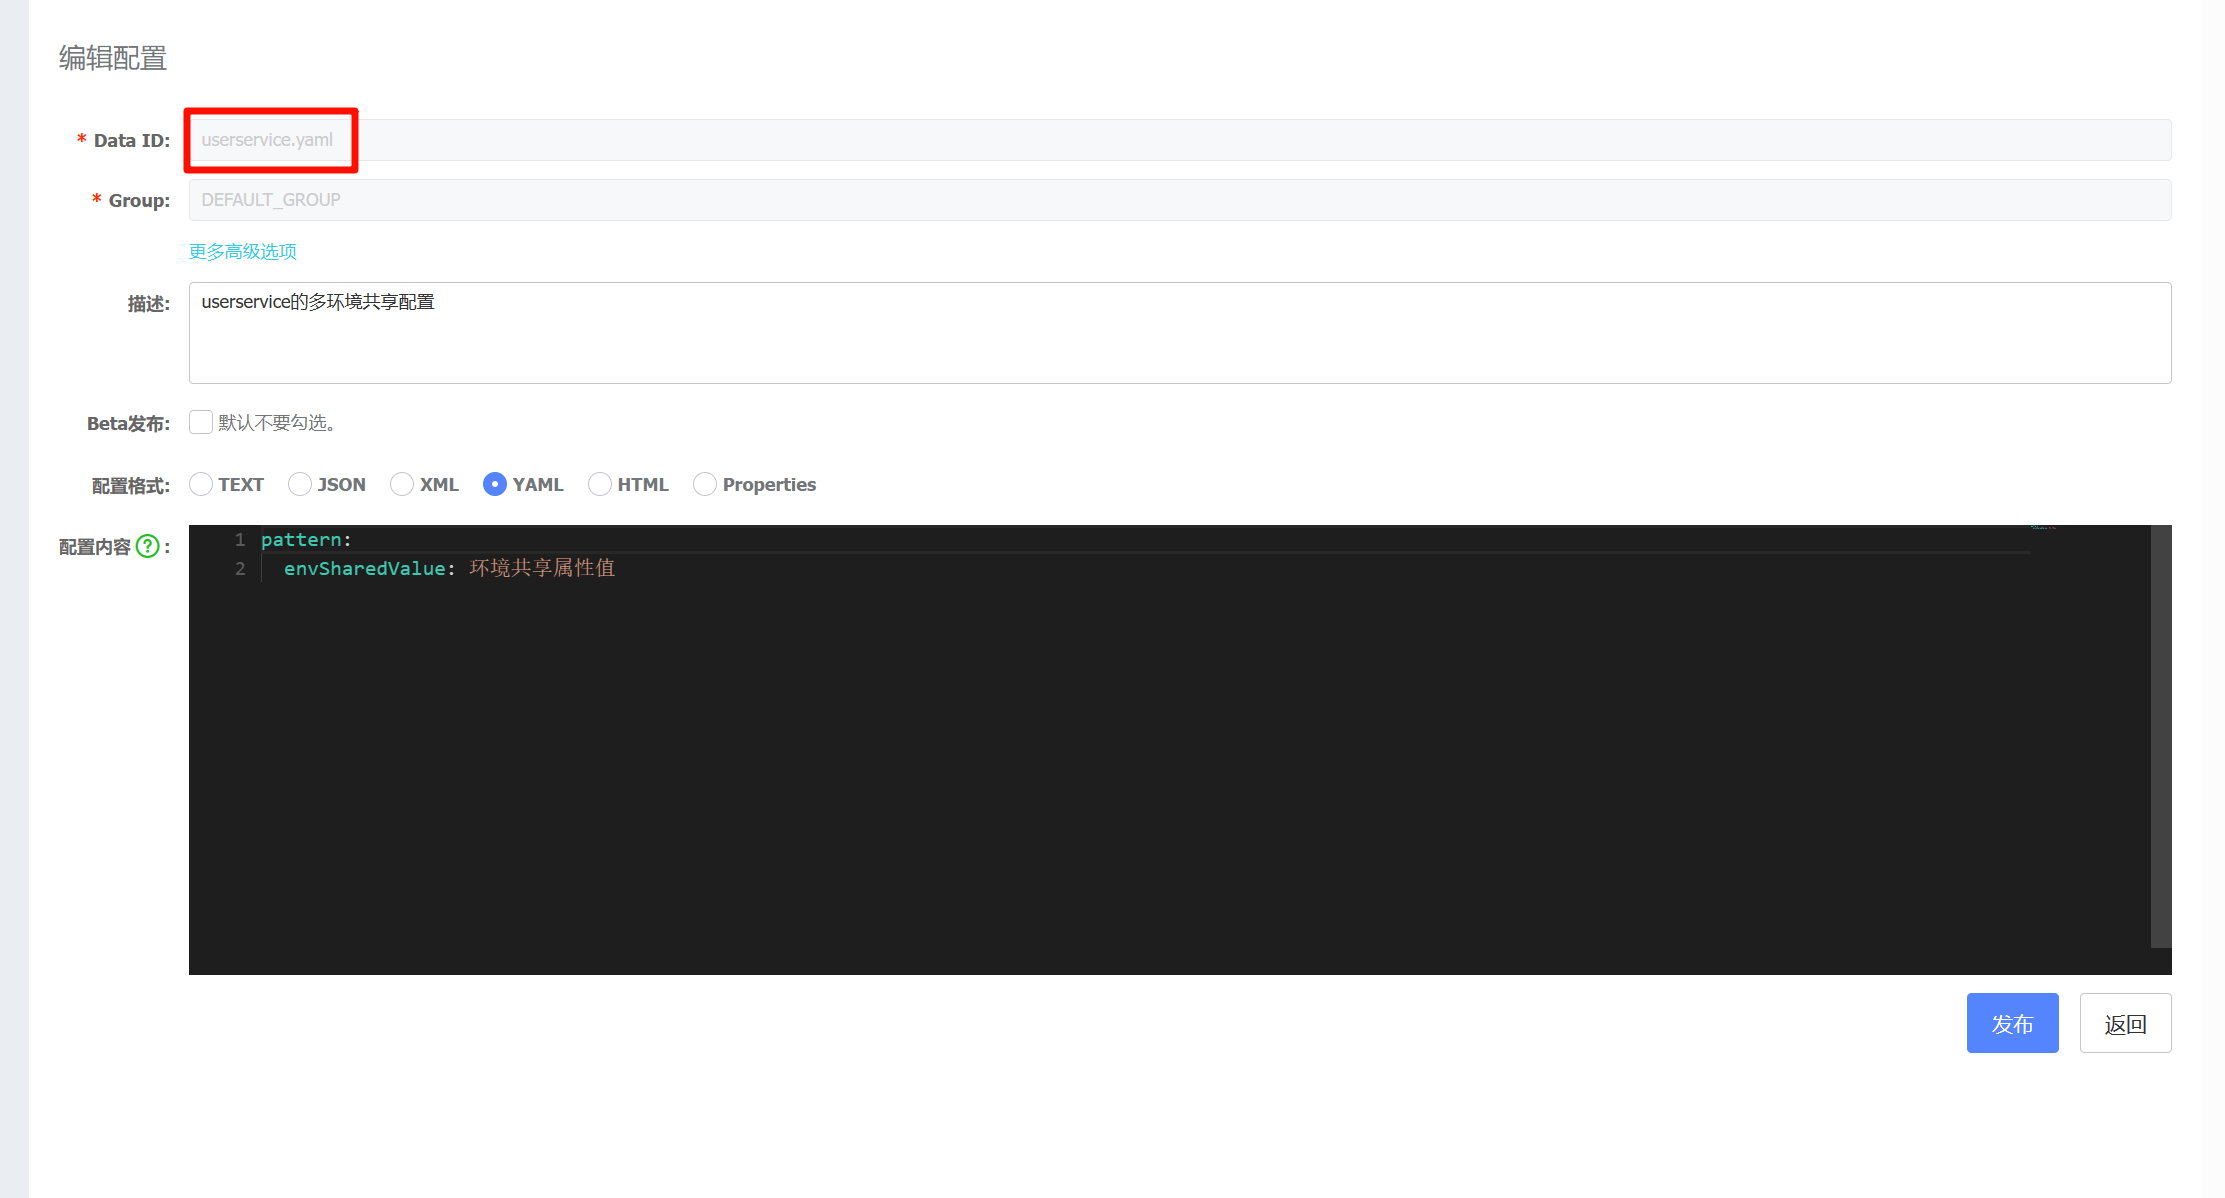 编辑配置
* Data ID: userservice.yaml
* Group: DEFAULT_GROUP
更多高级选项
描述: userservice的多环境共享配置
Beta发布: 默认不要勾选。
配置格式: TEXT JSON XML YAML HTML Properties
配置内容 ? : 1 pattern:
2 envSharedValue: 环境共享属性值
发布 返回